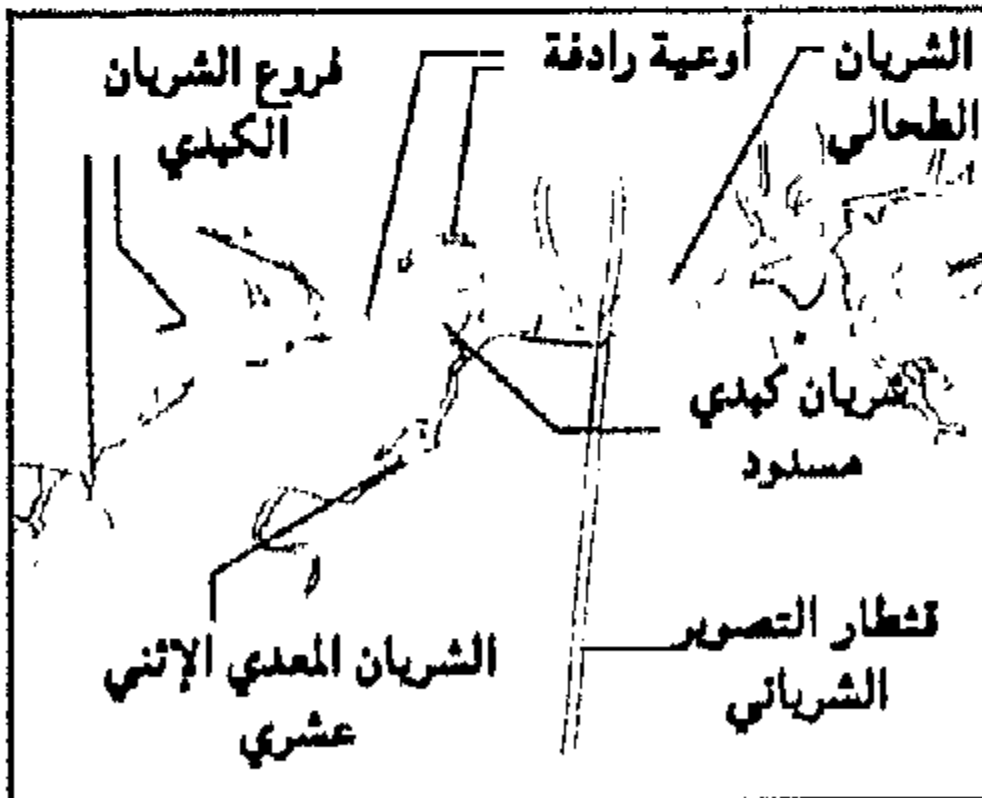 الشريان
الطحالي
أوعية رادفة
فروع الشريان
الكبدي
شريان كبدي
مسدود
قثطار التصوير
الشرياني
الشريان المعدي الإثني
عشري